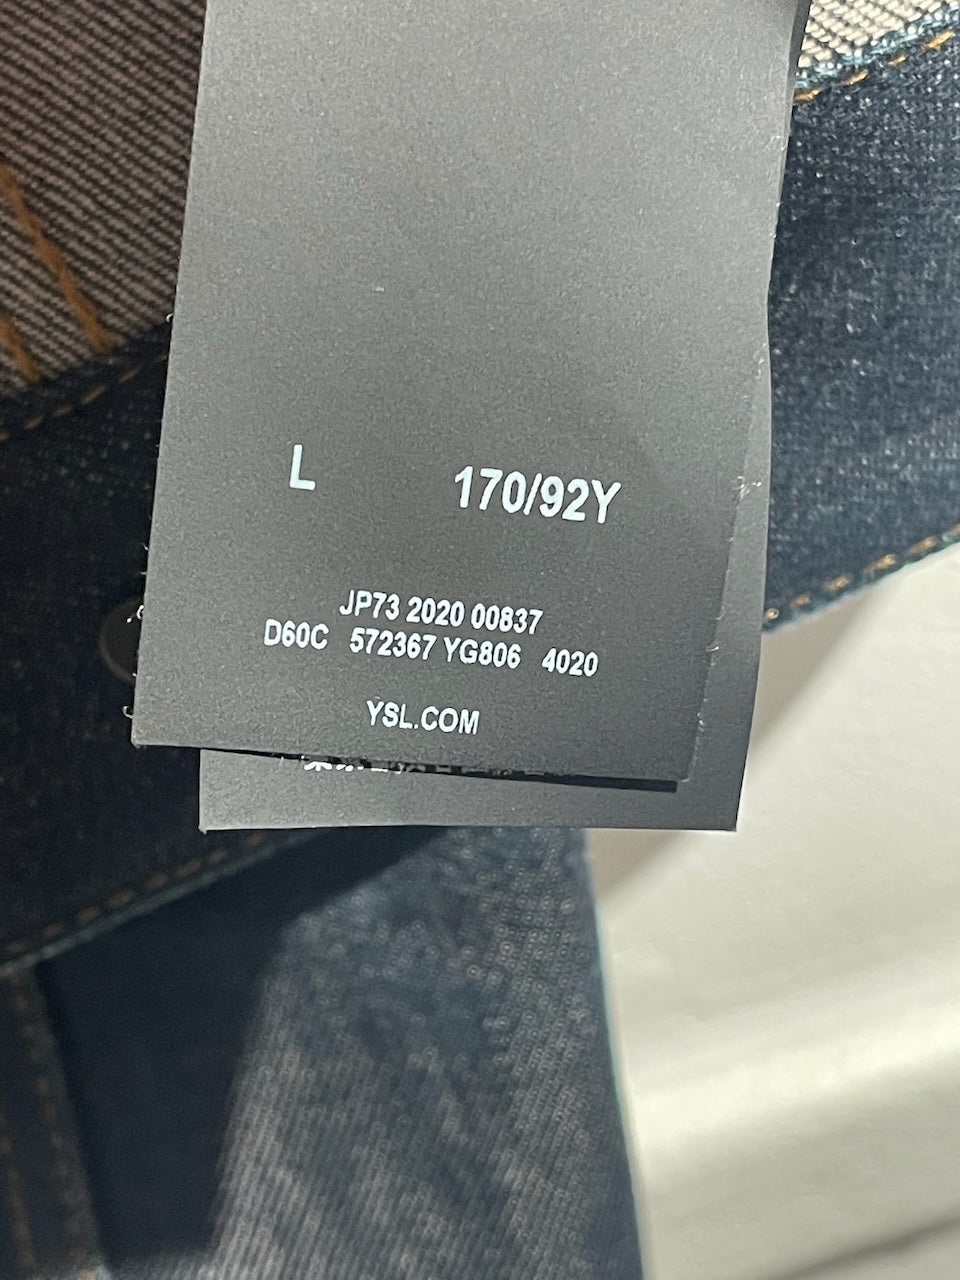 L 170/92Y
JP73 2020 00837
D60C 572367 YG806 4020
YSL.COM